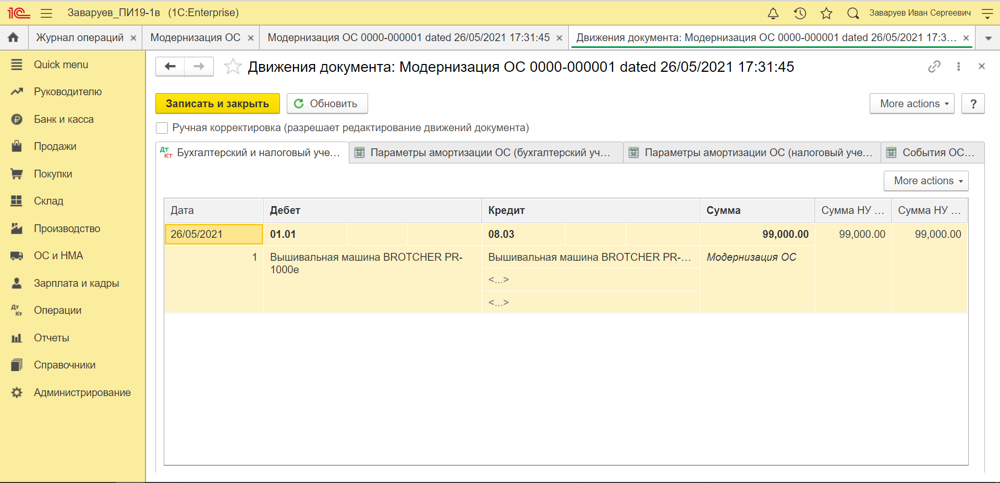 1С Заваруев_ПИ19-1в (1C:Enterprise) Заваруев Иван Сергеевич
Журнал операций × Модернизация ОС × Модернизация ОС 0000-000001 dated 26/05/2021 17:31:45 × Движения документа: Модернизация ОС 0000-000001 dated 26/05/2021 17:3... ×
Quick menu
Руководителю
Банк и касса
Продажи
Покупки
Склад
Производство
ОС и НМА
Зарплата и кадры
Дт Кт Операции
Отчеты
Справочники
Администрирование
Движения документа: Модернизация ОС 0000-000001 dated 26/05/2021 17:31:45
Записать и закрыть Обновить More actions ?
Ручная корректировка (разрешает редактирование движений документа)
Дт Кт Бухгалтерский и налоговый уче... Параметры амортизации ОС (бухгалтерский уч... Параметры амортизации ОС (налоговый уче... События ОС...
More actions
Дата Дебет Кредит Сумма Сумма НУ ... Сумма НУ ...
26/05/2021 01.01 08.03 99,000.00 99,000.00 99,000.00
1 Вышивальная машина BROTCHER PR- Вышивальная машина BROTCHER PR-... Модернизация ОС
1000e
<...>
<...>